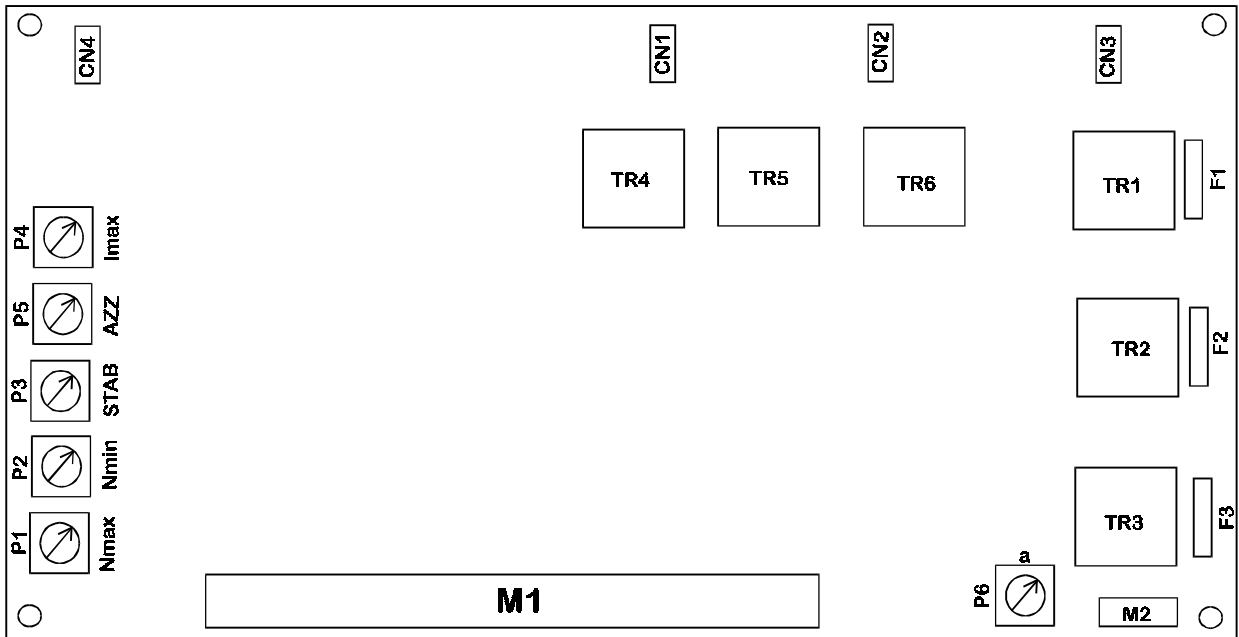 CN4
CN1
CN2
CN3
TR4
TR5
TR6
TR1
F1
P4
Imax
P5
AZZ
TR2
F2
P3
STAB
P2
Nmin
P1
Nmax
TR3
F3
a
P6
M1
M2